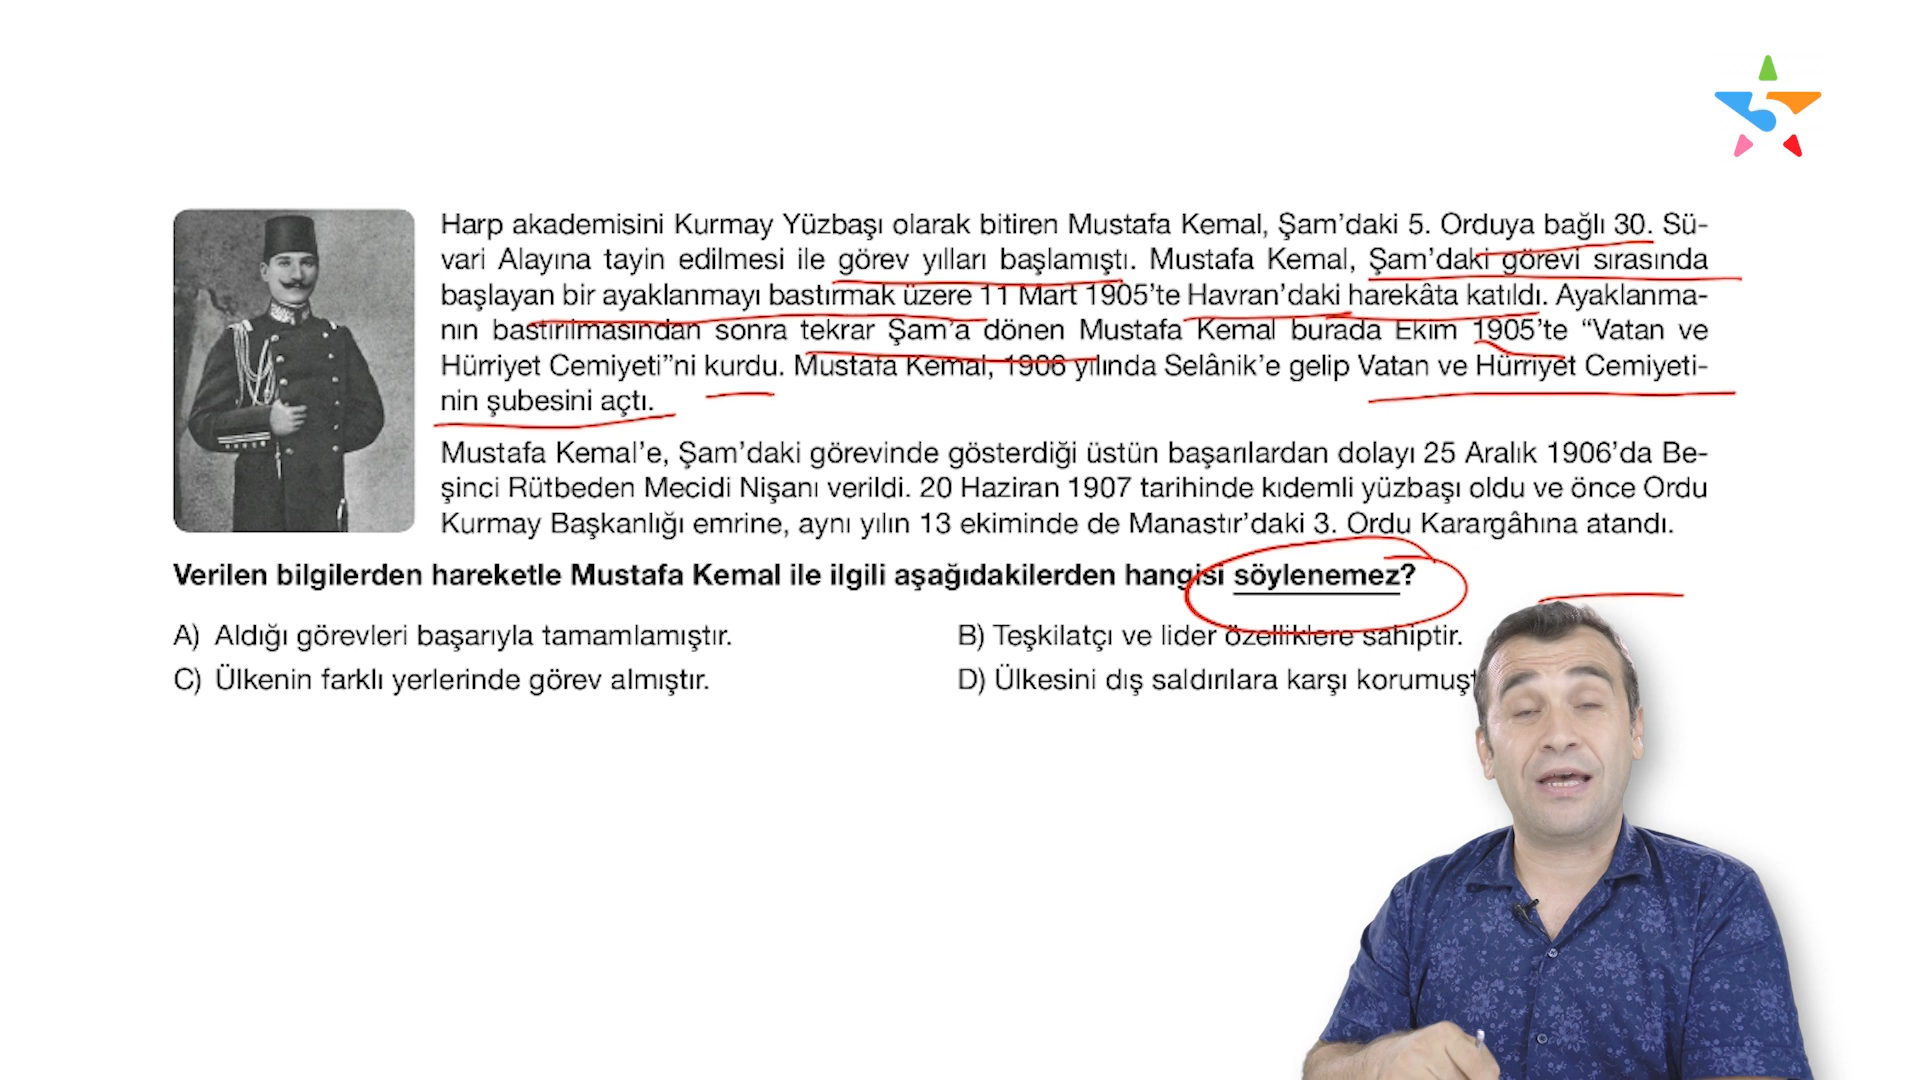 Harp akademisini Kurmay Yüzbaşı olarak bitiren Mustafa Kemal, Şam'daki 5. Orduya bağlı 30. Sü-
vari Alayına tayin edilmesi ile görev yılları başlamıştı. Mustafa Kemal, Şam'daki görevi sırasında
başlayan bir ayaklanmayı bastırmak üzere 11 Mart 1905'te Havran'daki harekâta katıldı. Ayaklanma-
nın bastırılmasından sonra tekrar Şam'a dönen Mustafa Kemal burada Ekim 1905'te “Vatan ve
Hürriyet Cemiyeti”ni kurdu. Mustafa Kemal, 1906 yılında Selânik'e gelip Vatan ve Hürriyet Cemiyeti-
nin şubesini açtı.
Mustafa Kemal'e, Şam'daki görevinde gösterdiği üstün başarılardan dolayı 25 Aralık 1906'da Be-
şinci Rütbeden Mecidi Nişanı verildi. 20 Haziran 1907 tarihinde kıdemli yüzbaşı oldu ve önce Ordu
Kurmay Başkanlığı emrine, aynı yılın 13 ekiminde de Manastır'daki 3. Ordu Karargâhına atandı.
Verilen bilgilerden hareketle Mustafa Kemal ile ilgili aşağıdakilerden hangisi söylenemez?
A) Aldığı görevleri başarıyla tamamlamıştır.
B) Teşkilatçı ve lider özelliklere sahiptir.
C) Ülkenin farklı yerlerinde görev almıştır.
D) Ülkesini dış saldırılara karşı